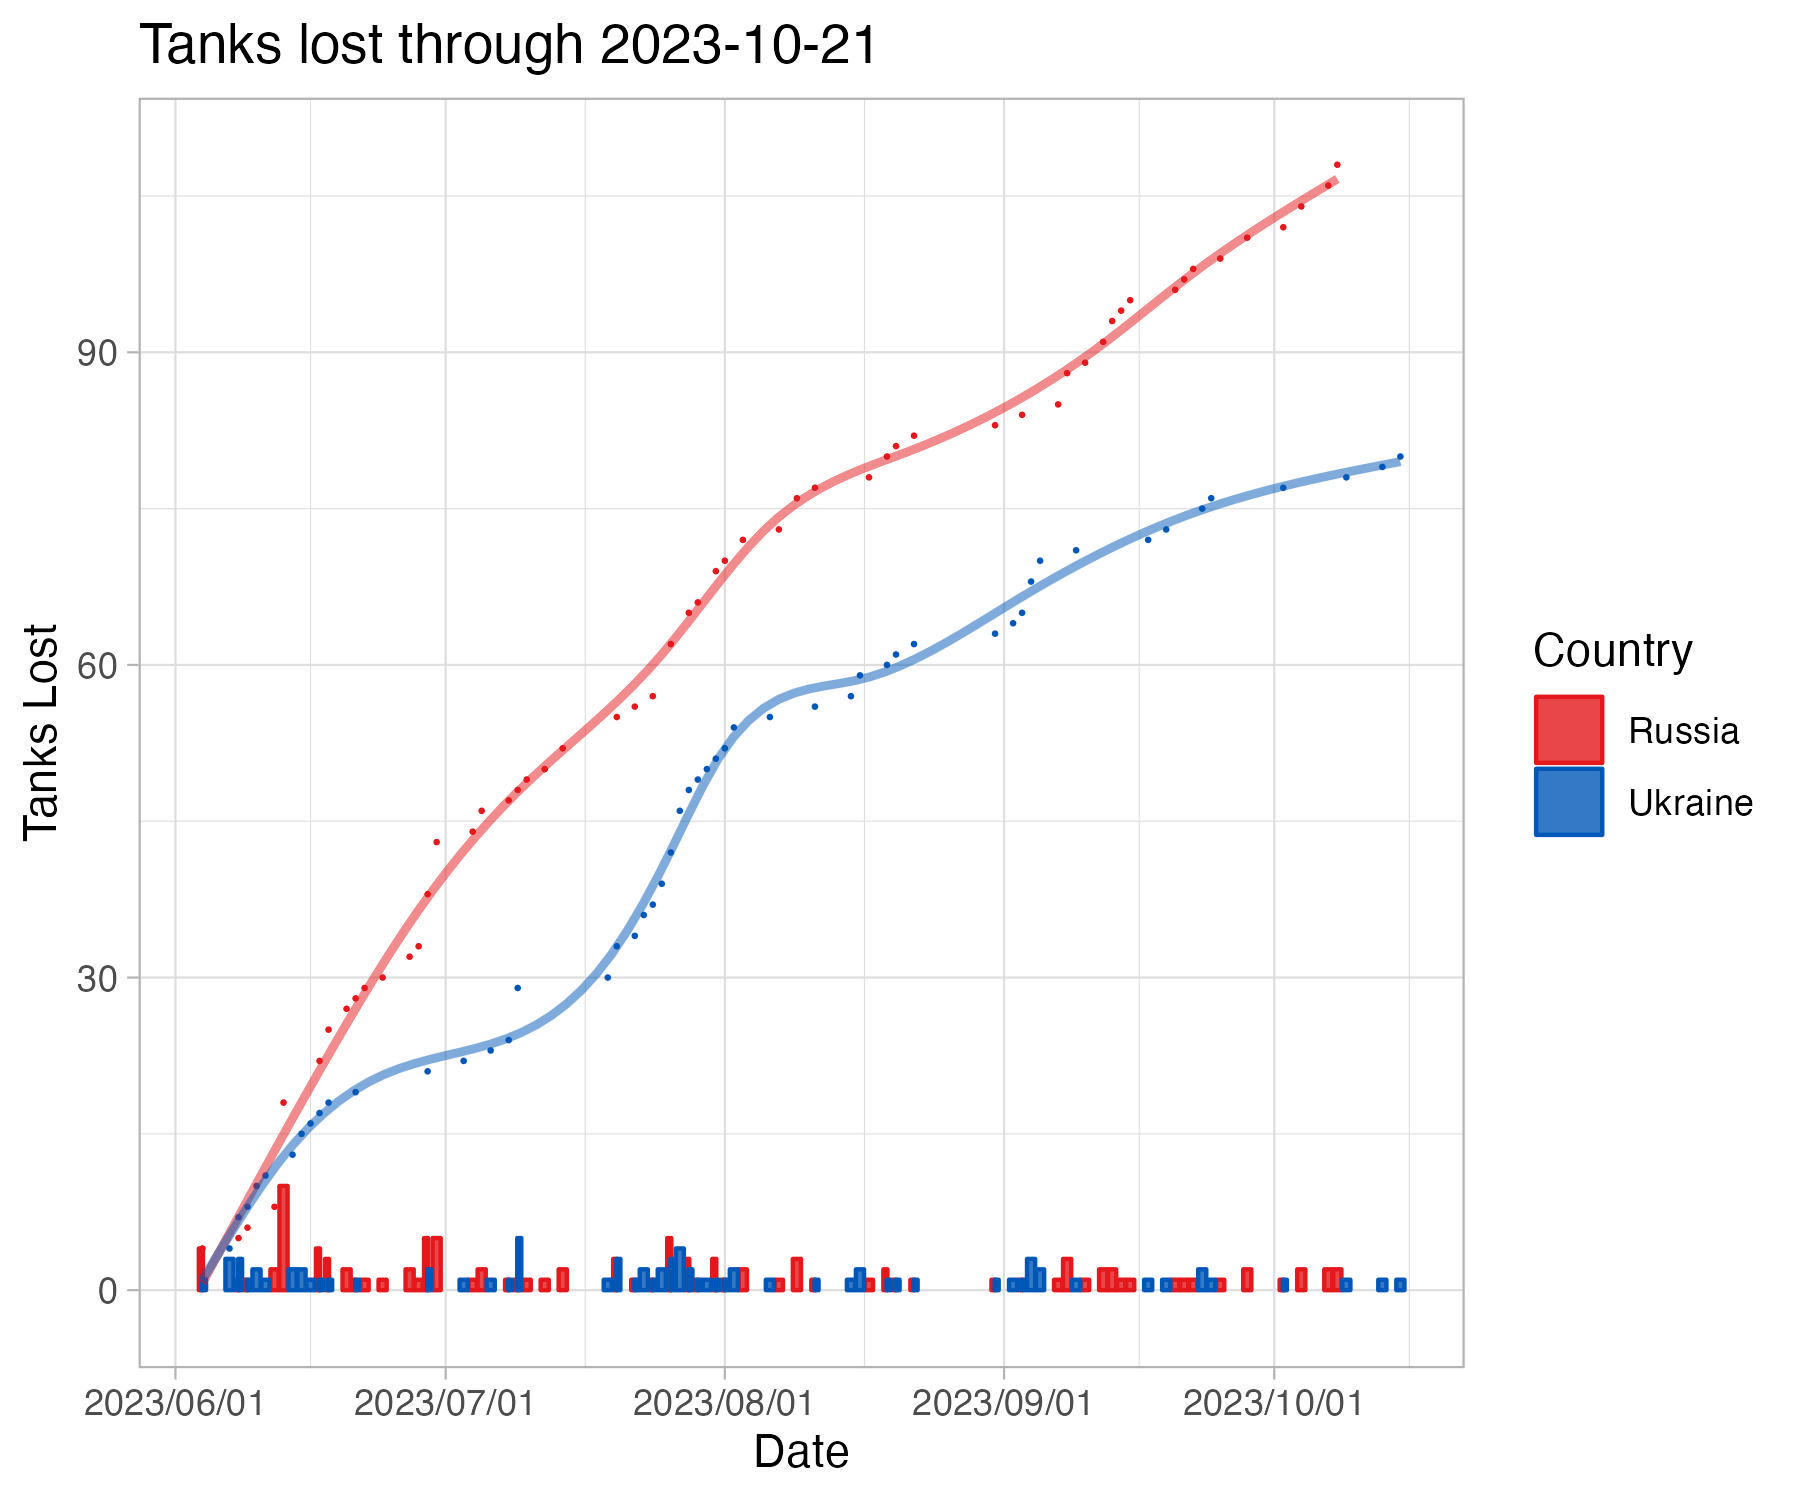 Tanks lost through 2023-10-21
Tanks Lost
90
60
30
0
2023/06/01
2023/07/01
2023/08/01
2023/09/01
2023/10/01
Date
Country
Russia
Ukraine